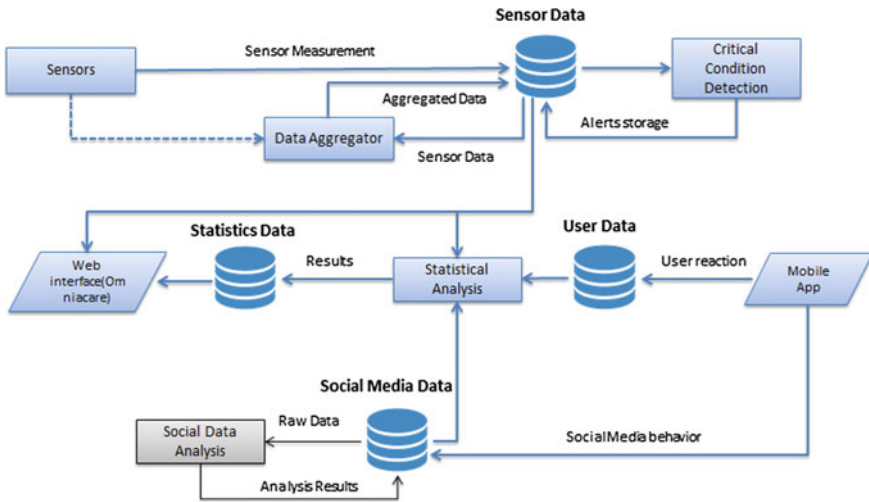 Sensor Data
Sensor Measurement
Sensors
Critical
Condition
Detection
Aggregated Data
Alerts storage
Data Aggregator
Sensor Data
Statistics Data
User Data
Web
interface(Om
niacare)
Results
Statistical
Analysis
User reaction
Mobile
App
Social Media Data
Raw Data
Social Data
Analysis
Social Media behavior
Analysis Results